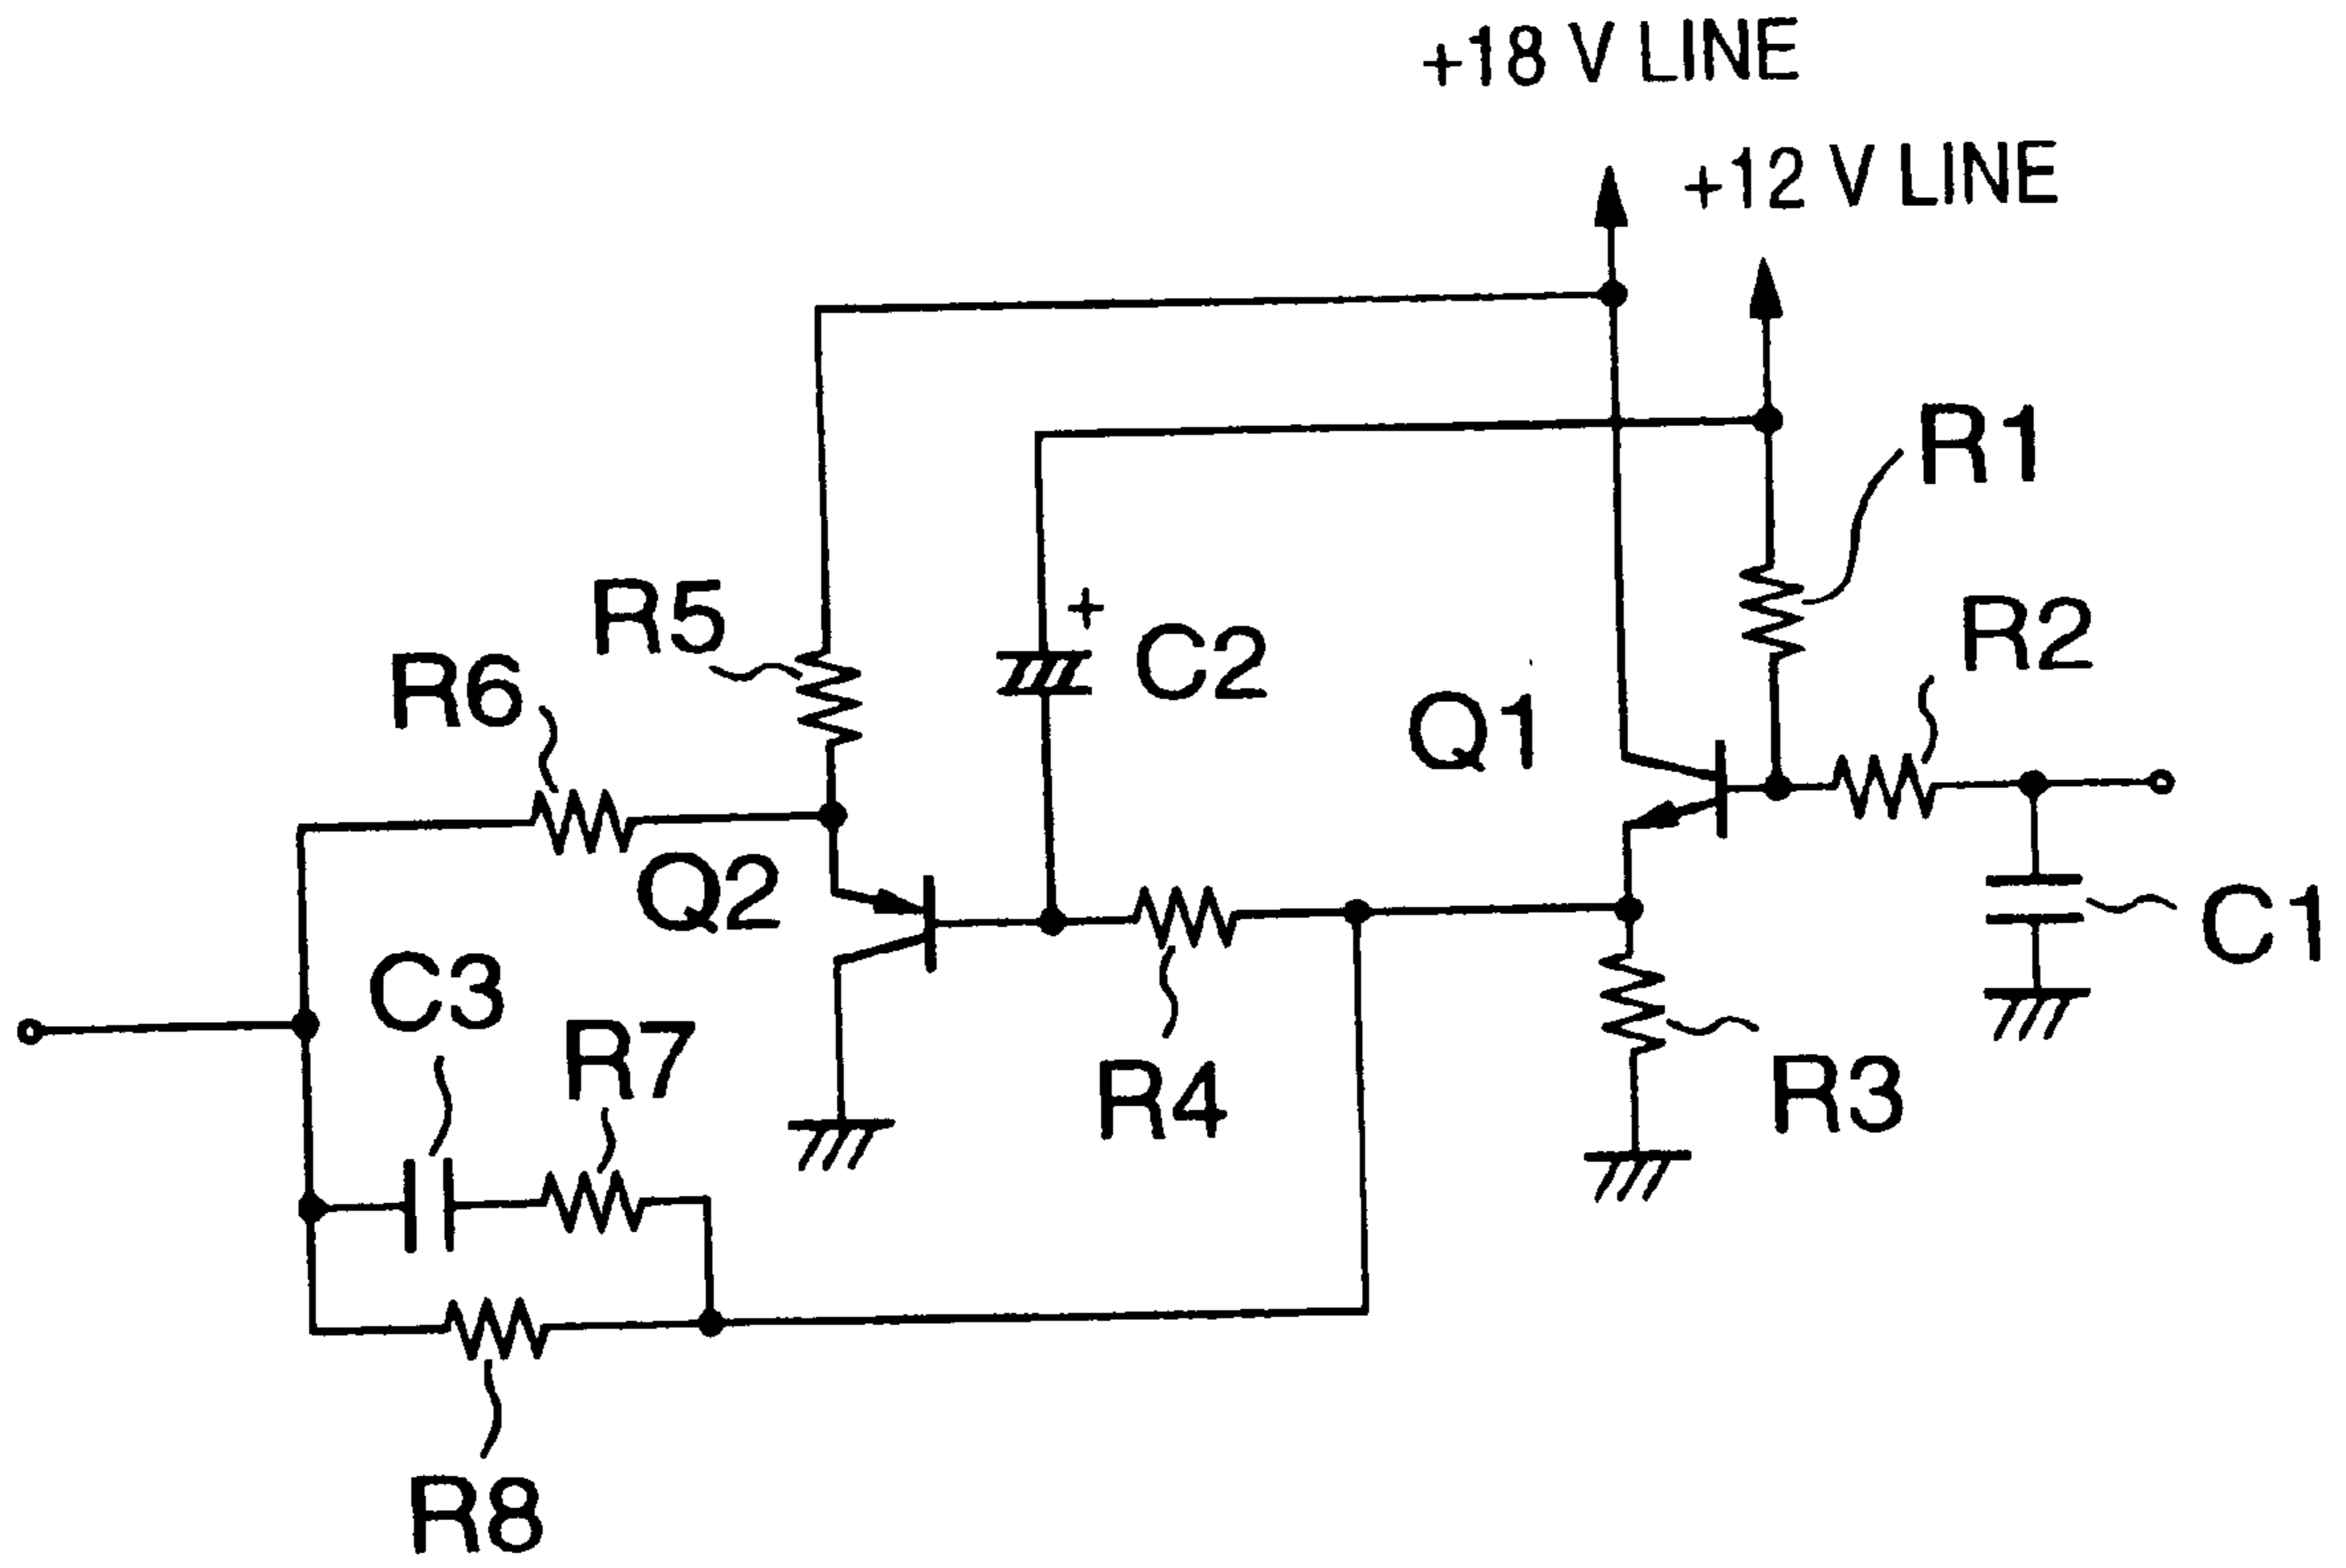 +18 V LINE
+12 V LINE
R1
R5
R2
R6
+
C2
Q1
Q2
C1
C3
R7
R4
R3
R8